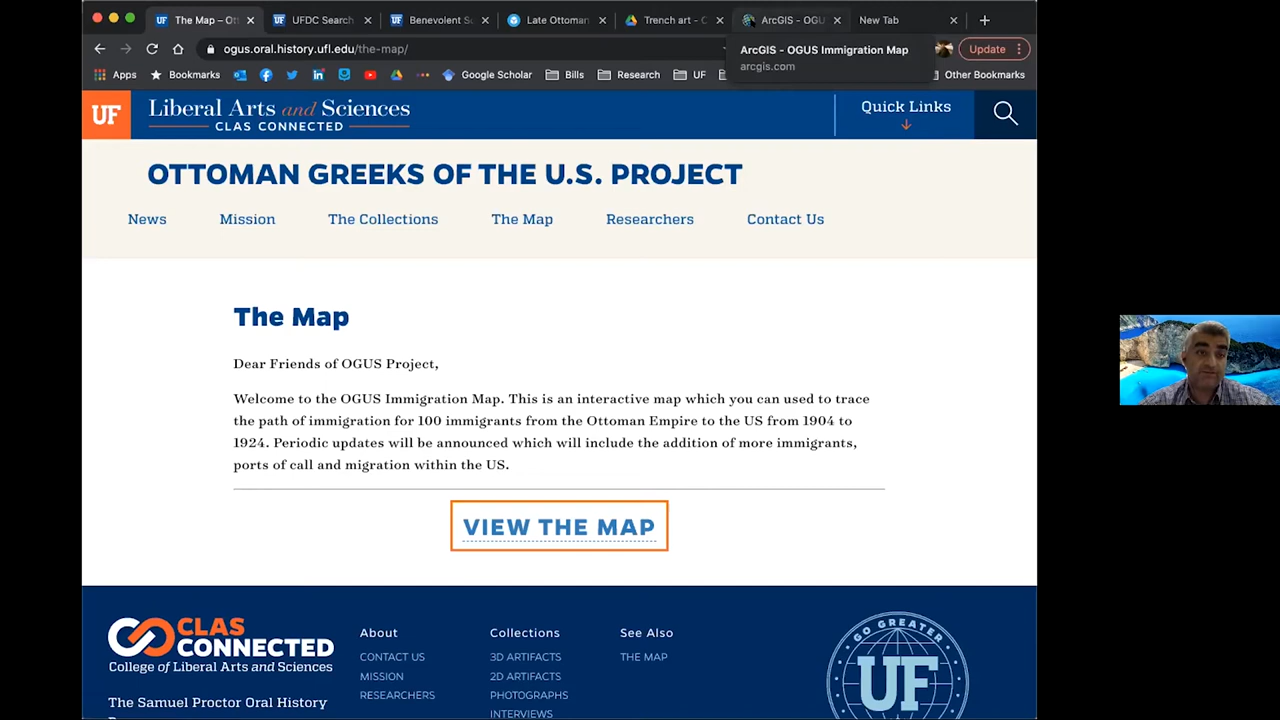 The Map – Ot
UFDC Search
Benevolent So
Late Ottoman
Trench art - C
ArcGIS - OGU
New Tab
ogus.oral.history.ufl.edu/the-map/
ArcGIS - OGUS Immigration Map
arcgis.com
Update
Apps
Bookmarks
Google Scholar
Bills
Research
UF
Other Bookmarks
UF
Liberal Arts and Sciences
CLAS CONNECTED
Quick Links
OTTOMAN GREEKS OF THE U.S. PROJECT
News
Mission
The Collections
The Map
Researchers
Contact Us
The Map
Dear Friends of OGUS Project,
Welcome to the OGUS Immigration Map. This is an interactive map which you can used to trace
the path of immigration for 100 immigrants from the Ottoman Empire to the US from 1904 to
1924. Periodic updates will be announced which will include the addition of more immigrants,
ports of call and migration within the US.
VIEW THE MAP
CLAS
CONNECTED
College of Liberal Arts and Sciences
The Samuel Proctor Oral History
About
CONTACT US
MISSION
RESEARCHERS
Collections
3D ARTIFACTS
2D ARTIFACTS
PHOTOGRAPHS
INTERVIEWS
See Also
THE MAP
GO GREATER
UF